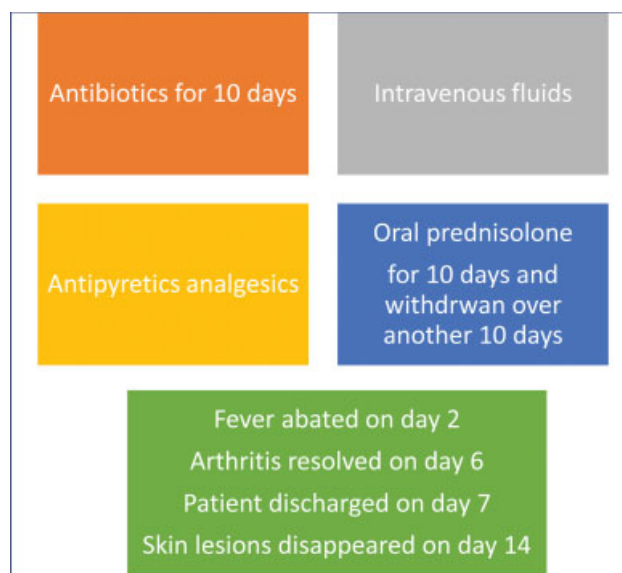 Antibiotics for 10 days
Intravenous fluids
Antipyretics analgesics
Oral prednisolone
for 10 days and
withdrwan over
another 10 days
Fever abated on day 2
Arthritis resolved on day 6
Patient discharged on day 7
Skin lesions disappeared on day 14